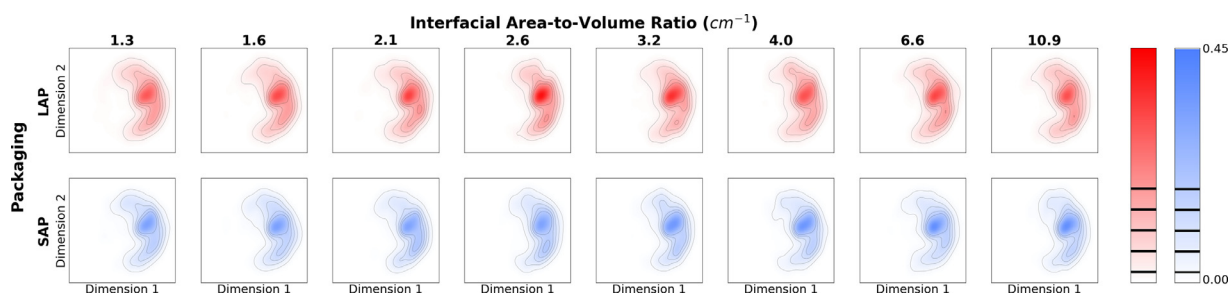 Interfacial Area-to-Volume Ratio (cm⁻¹)
1.3 1.6 2.1 2.6 3.2 4.0 6.6 10.9
Packaging
LAP
Dimension 2
SAP
Dimension 2
Dimension 1 Dimension 1 Dimension 1 Dimension 1 Dimension 1 Dimension 1 Dimension 1 Dimension 1
0.45
0.00